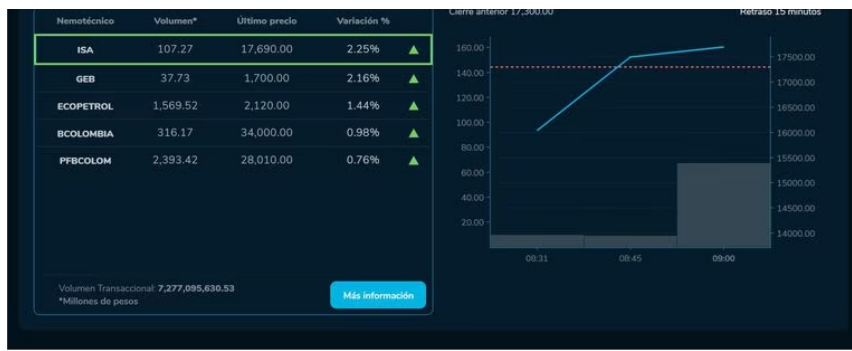 Nemotécnico Volumen* Último precio Variación %
ISA 107.27 17,690.00 2.25%
GEB 37.73 1,700.00 2.16%
ECOPETROL 1,569.52 2,120.00 1.44%
BCOLOMBIA 316.17 34,000.00 0.98%
PFBCOLOM 2,393.42 28,010.00 0.76%
Volumen Transaccional: 7,277,095,630.53
*Millones de pesos
Más información
Cierre anterior 17,300.00 Retraso 15 minutos
160.00
140.00
120.00
100.00
80.00
60.00
40.00
20.00
17500.00
17000.00
16500.00
16000.00
15500.00
15000.00
14500.00
14000.00
08:31 08:45 09:00